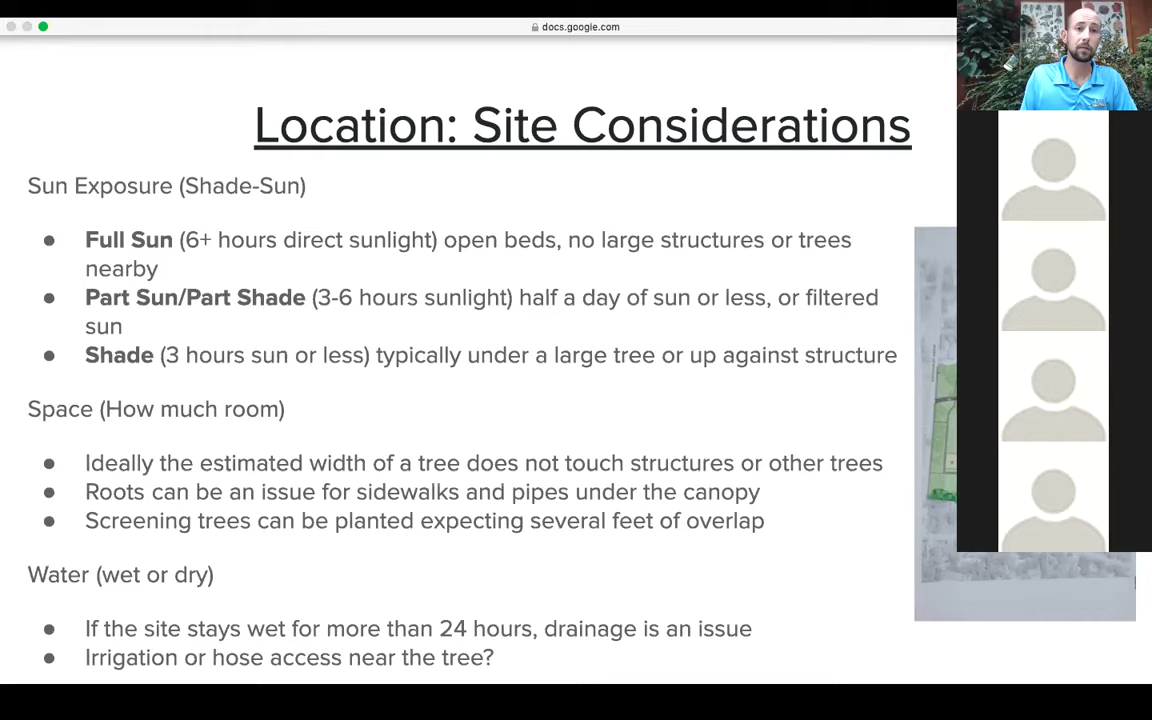 docs.google.com
Location: Site Considerations
Sun Exposure (Shade-Sun)
● Full Sun (6+ hours direct sunlight) open beds, no large structures or trees
nearby
● Part Sun/Part Shade (3-6 hours sunlight) half a day of sun or less, or filtered
sun
● Shade (3 hours sun or less) typically under a large tree or up against structure
Space (How much room)
● Ideally the estimated width of a tree does not touch structures or other trees
● Roots can be an issue for sidewalks and pipes under the canopy
● Screening trees can be planted expecting several feet of overlap
Water (wet or dry)
● If the site stays wet for more than 24 hours, drainage is an issue
● Irrigation or hose access near the tree?